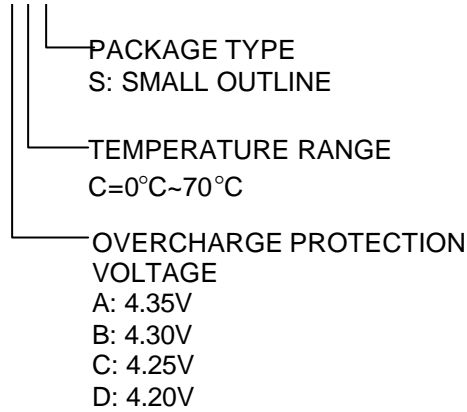 PACKAGE TYPE
S: SMALL OUTLINE
TEMPERATURE RANGE
C=0°C~70°C
OVERCHARGE PROTECTION
VOLTAGE
A: 4.35V
B: 4.30V
C: 4.25V
D: 4.20V